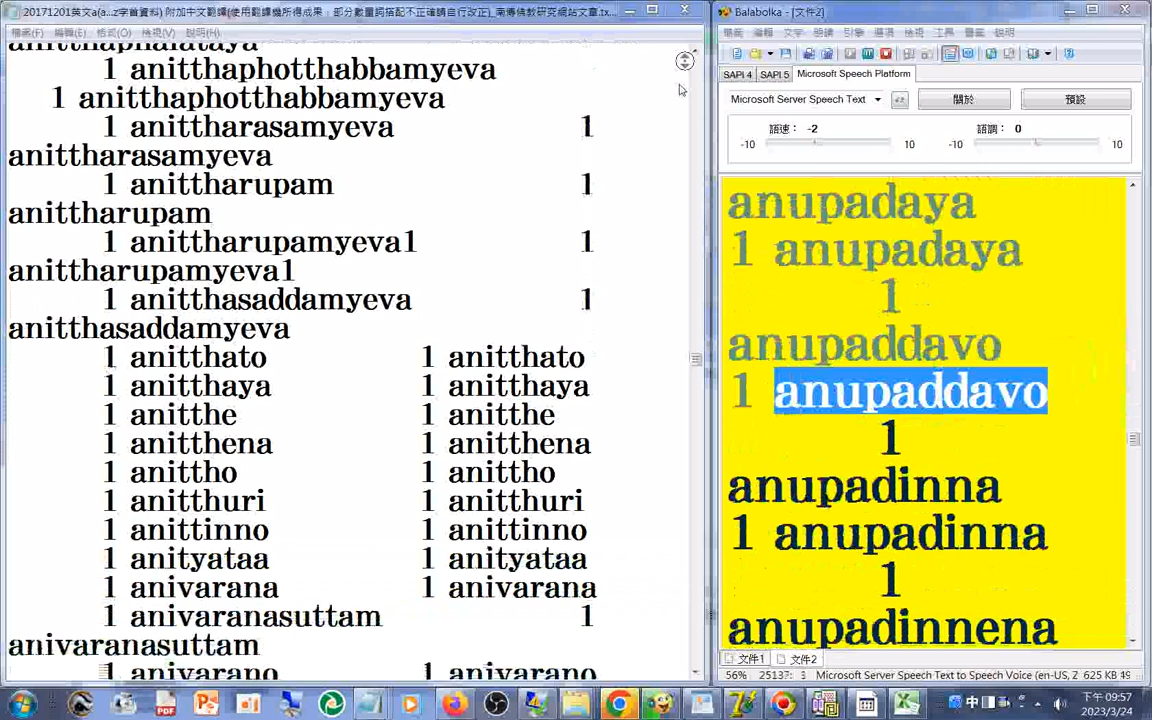 20171201英文a(a...z字首資料) 附加中文翻譯(使用翻譯機所得成果，部分數量詞搭配不正確請自行改正)_南傳佛教研究網站文章.tx...
檔案(F) 編輯(E) 格式(O) 檢視(V) 說明(H)
anitthaphalataya
1 anitthaphotthabbamyeva
1 anitthaphotthabbamyeva
1 anittharasamyeva 1
anittharasamyeva
1 anittharupam 1
anittharupam
1 anittharupamyeva1 1
anittharupamyeva1
1 anitthasaddamyeva 1
anitthasaddamyeva
1 anitthato 1 anitthato
1 anitthaya 1 anitthaya
1 anitthe 1 anitthe
1 anitthena 1 anitthena
1 anittho 1 anittho
1 anitthuri 1 anitthuri
1 anittinno 1 anittinno
1 anityataa 1 anityataa
1 anivarana 1 anivarana
1 anivaranasuttam 1
anivaranasuttam
1 anivarano 1 anivarano
Balabolka - [文件2]
檔案 編輯 文字 朗讀 引擎 選項 檢視 工具 書籤 說明
SAPI 4 SAPI 5 Microsoft Speech Platform
Microsoft Server Speech Text 關於 預設
語速： -2 語調： 0
-10 10 -10 10
anupadaya
1 anupadaya
1
anupaddavo
1 anupaddavo
1
anupadinna
1 anupadinna
1
anupadinnena
文件1 文件2
56% 25137: 3 Microsoft Server Speech Text to Speech Voice (en-US, Z 625 KB 49
中
下午 09:57
2023/3/24